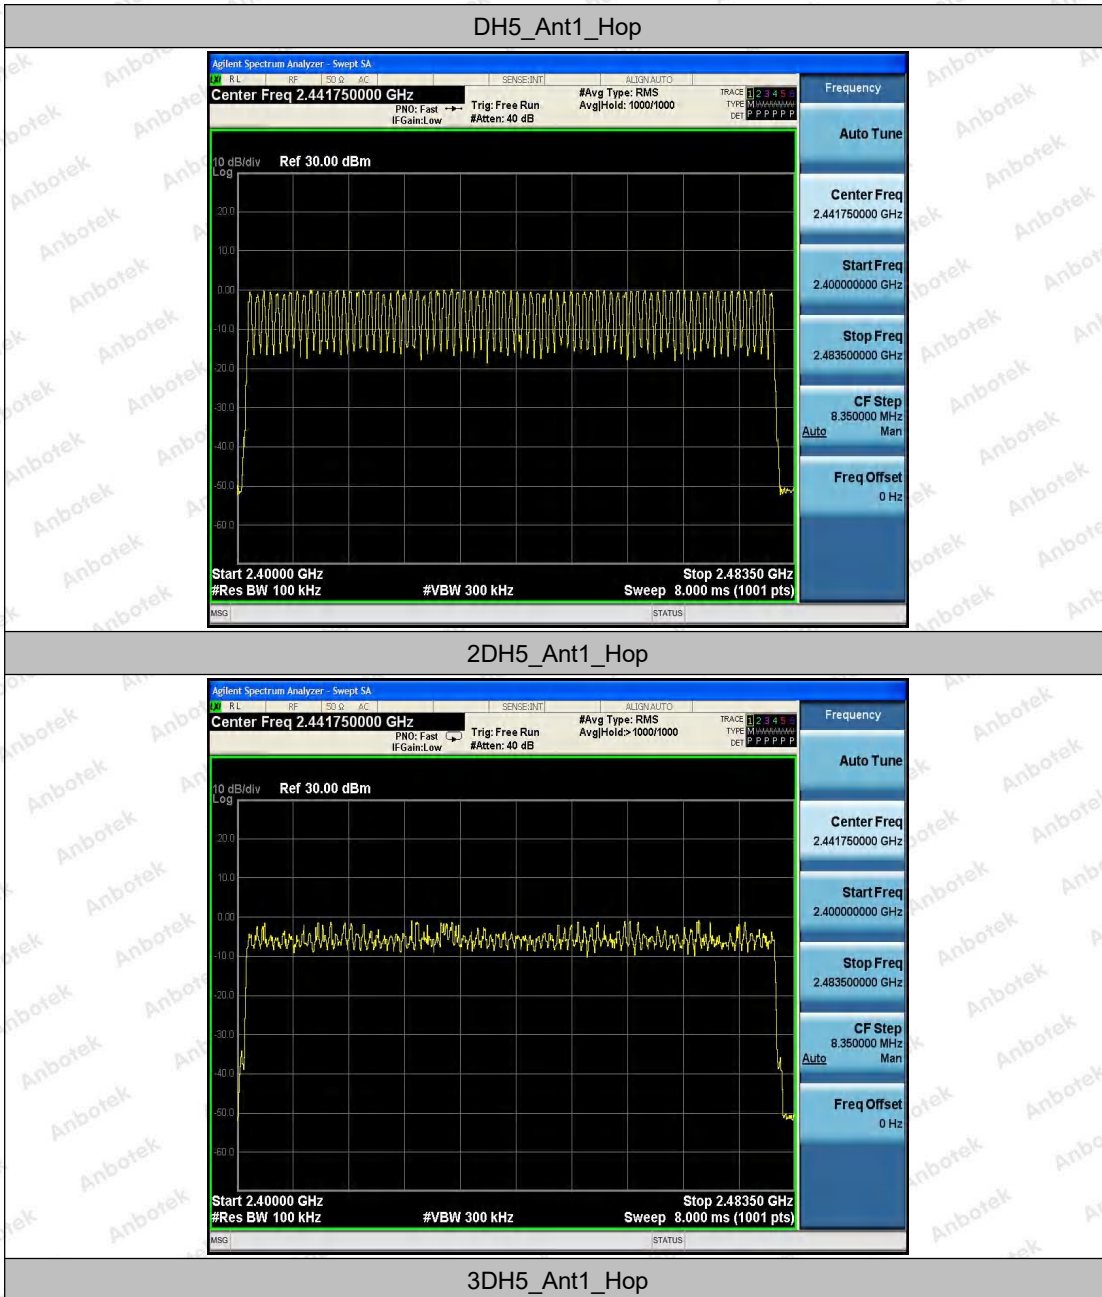 DH5_Ant1_Hop
Agilent Spectrum Analyzer - Swept SA
RL RF 50 Ω AC SENSE:INT ALIGN AUTO
Center Freq 2.441750000 GHz
PNO: Fast
IFGain:Low
Trig: Free Run
#Atten: 40 dB
#Avg Type: RMS
Avg|Hold: 1000/1000
TRACE 1 2 3 4 5 6
TYPE M
DET P P P P P P
Frequency
Auto Tune
Center Freq
2.441750000 GHz
Start Freq
2.400000000 GHz
Stop Freq
2.483500000 GHz
CF Step
8.350000 MHz
Auto Man
Freq Offset
0 Hz
10 dB/div Ref 30.00 dBm
Log
20.0
10.0
0.00
-10.0
-20.0
-30.0
-40.0
-50.0
-60.0
Start 2.40000 GHz Stop 2.48350 GHz
#Res BW 100 kHz #VBW 300 kHz Sweep 8.000 ms (1001 pts)
MSG STATUS
2DH5_Ant1_Hop
Agilent Spectrum Analyzer - Swept SA
RL RF 50 Ω AC SENSE:INT ALIGN AUTO
Center Freq 2.441750000 GHz
PNO: Fast
IFGain:Low
Trig: Free Run
#Atten: 40 dB
#Avg Type: RMS
Avg|Hold:>1000/1000
TRACE 1 2 3 4 5 6
TYPE M
DET P P P P P P
Frequency
Auto Tune
Center Freq
2.441750000 GHz
Start Freq
2.400000000 GHz
Stop Freq
2.483500000 GHz
CF Step
8.350000 MHz
Auto Man
Freq Offset
0 Hz
10 dB/div Ref 30.00 dBm
Log
20.0
10.0
0.00
-10.0
-20.0
-30.0
-40.0
-50.0
-60.0
Start 2.40000 GHz Stop 2.48350 GHz
#Res BW 100 kHz #VBW 300 kHz Sweep 8.000 ms (1001 pts)
MSG STATUS
3DH5_Ant1_Hop
Anbotek